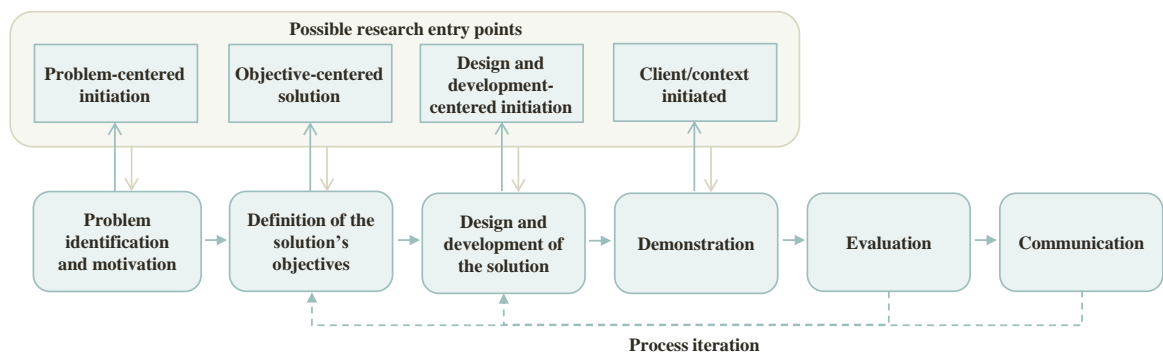 Possible research entry points
Problem-centered
initiation
Objective-centered
solution
Design and
development-
centered initiation
Client/context
initiated
Problem
identification
and motivation
Definition of the
solution's
objectives
Design and
development of
the solution
Demonstration
Evaluation
Communication
Process iteration